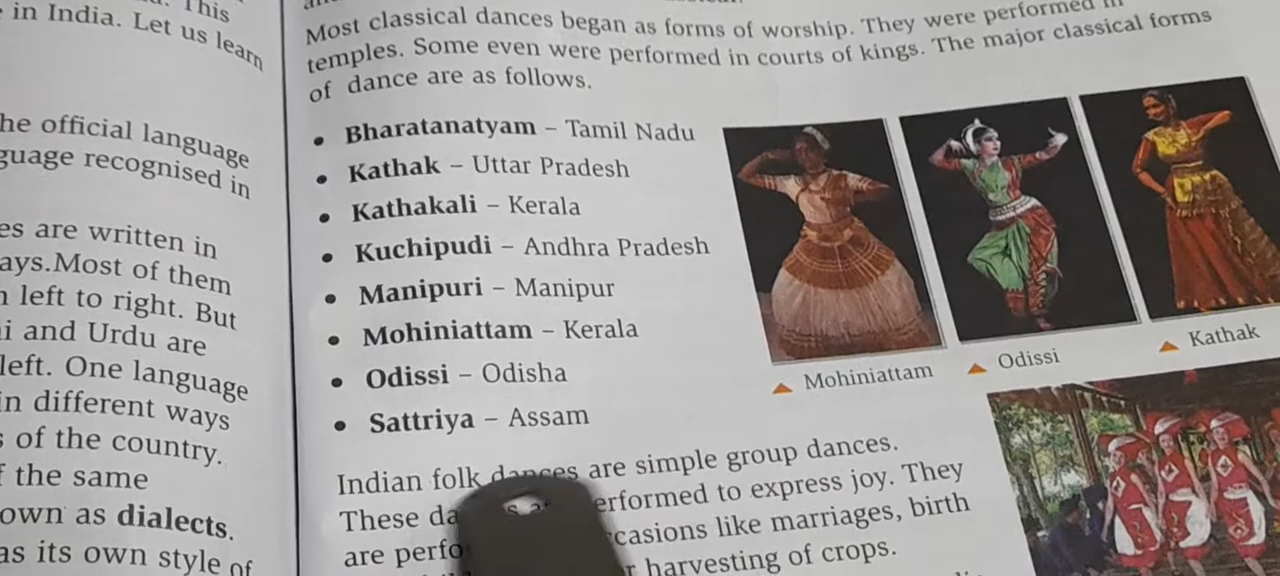 This
in India. Let us learn
he official language
guage recognised in
es are written in
ays.Most of them
left to right. But
i and Urdu are
left. One language
in different ways
of the country.
f the same
own as dialects.
as its own style of
Most classical dances began as forms of worship. They were performed in
temples. Some even were performed in courts of kings. The major classical forms
of dance are as follows.
• Bharatanatyam – Tamil Nadu
• Kathak – Uttar Pradesh
• Kathakali – Kerala
• Kuchipudi – Andhra Pradesh
• Manipuri – Manipur
• Mohiniattam – Kerala
• Odissi – Odisha
• Sattriya – Assam
Mohiniattam
Odissi
Kathak
Indian folk dances are simple group dances.
These da erformed to express joy. They
are perfo casions like marriages, birth
r harvesting of crops.